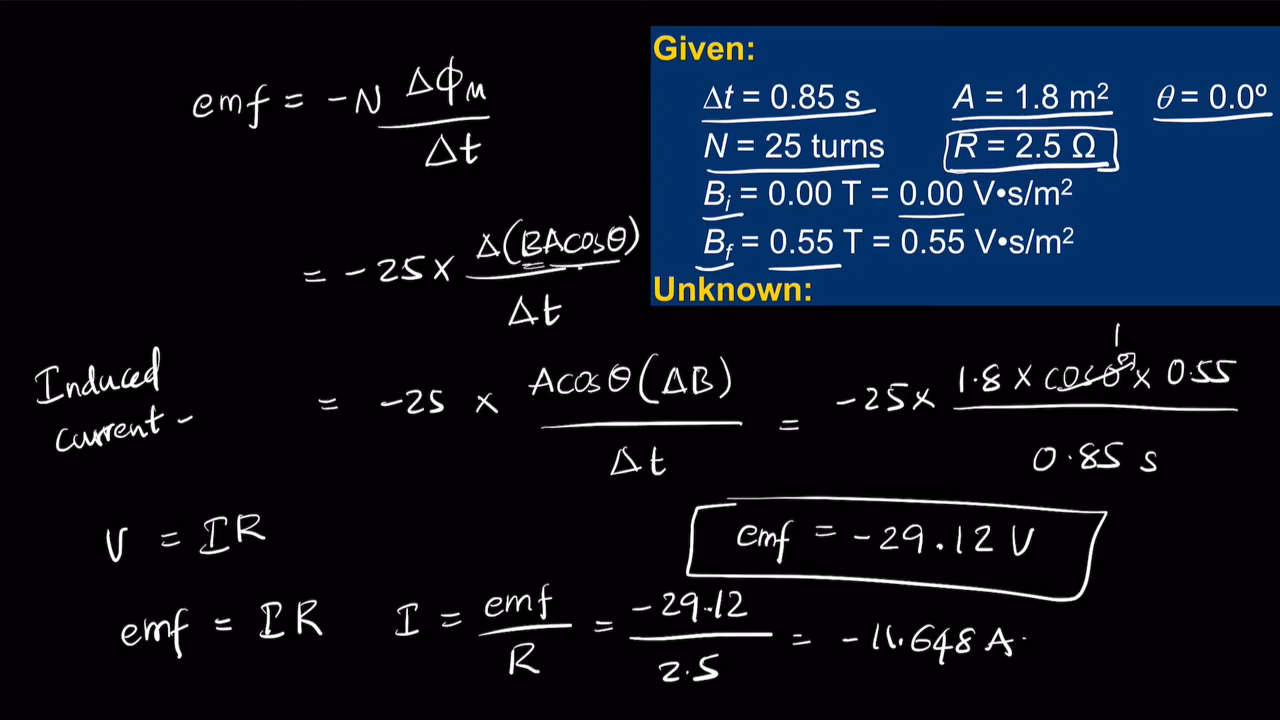 emf = -N ΔΦM / Δt
Given:
Δt = 0.85 s A = 1.8 m² θ = 0.0º
N = 25 turns R = 2.5 Ω
Bi = 0.00 T = 0.00 V•s/m²
Bf = 0.55 T = 0.55 V•s/m²
Unknown:
= -25 × Δ(BAcosθ) / Δt
Induced
current -
= -25 × Acosθ(ΔB) / Δt = -25 × 1.8 × cos0° × 0.55 / 0.85 s
1
V = IR
emf = -29.12 V
emf = IR I = emf / R = -29.12 / 2.5 = -11.648 A.